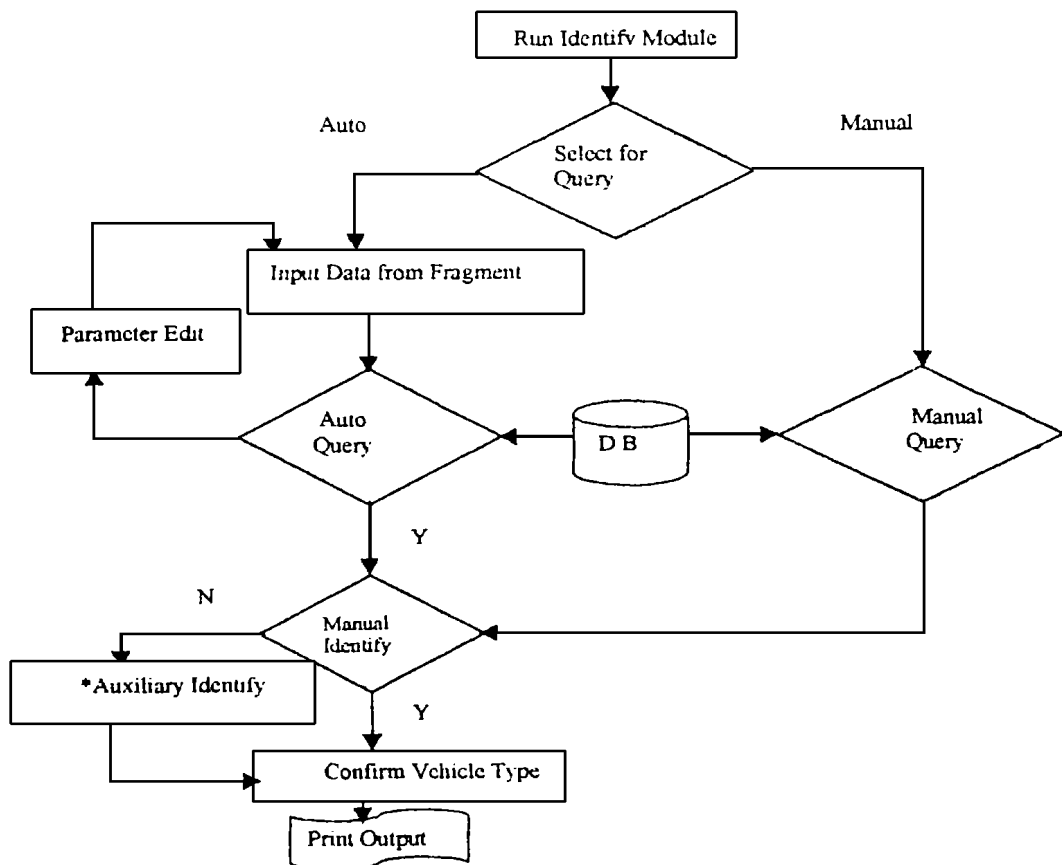 Run Identify Module
Auto
Manual
Select for
Query
Input Data from Fragment
Parameter Edit
Auto
Query
D B
Manual
Query
Y
N
Manual
Identify
*Auxiliary Identify
Y
Confirm Vehicle Type
Print Output